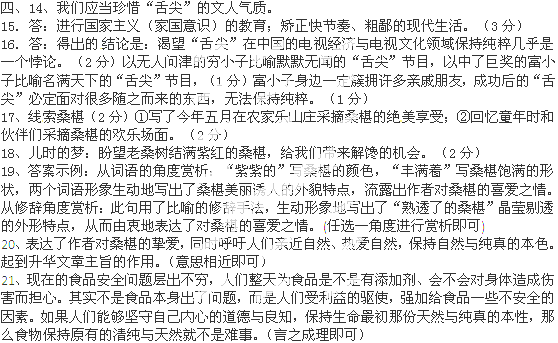 四、14、我们应当珍惜“舌尖”的文人气质。
15．答：进行国家主义（家国意识）的教育；矫正快节奏、粗鄙的现代生活。（3分）
16．答：得出的结论是：渴望“舌尖”在中国的电视经济与电视文化领域保持纯粹几乎是
一个悖论。（2分）以无人问津的穷小子比喻默默无闻的“舌尖”节目，以中了巨奖的富小
子比喻名满天下的“舌尖”节目，（1分）富小子身边一定簇拥许多亲戚朋友，成功后的“舌
尖”必定面对很多随之而来的东西，无法保持纯粹。（1分）
17、线索桑椹（2分）①写了今年五月在农家乐山庄采摘桑椹的绝美享受；②回忆童年时和
伙伴们采摘桑椹的欢乐场面。（2分）
18、儿时的梦：盼望老桑树结满紫红的桑椹，给我们带来解馋的机会。（2分）
19、答案示例：从词语的角度赏析：“紫紫的”写桑椹的颜色，“丰满着”写桑椹饱满的形
状，两个词语形象生动地写出了桑椹美丽诱人的外貌特点，流露出作者对桑椹的喜爱之情。
从修辞角度赏析：此句用了比喻的修辞手法，生动形象地写出了“熟透了的桑椹”晶莹剔透
的外形特点，从而由衷地表达了对桑椹的喜爱之情。(任选一角度进行赏析即可)
20、表达了作者对桑椹的挚爱，同时呼吁人们亲近自然、热爱自然，保持自然与纯真的本色。
起到升华文章主旨的作用。（意思相近即可）
21、现在的食品安全问题层出不穷，人们整天为食品是不是有添加剂、会不会对身体造成伤
害而担心。其实不是食品本身出了问题，而是人们受利益的驱使，强加给食品一些不安全的
因素。如果人们能够坚守自己内心的道德与良知，保持生命最初那份天然与纯真的本性，那
么食物保持原有的清纯与天然就不是难事。（言之成理即可）